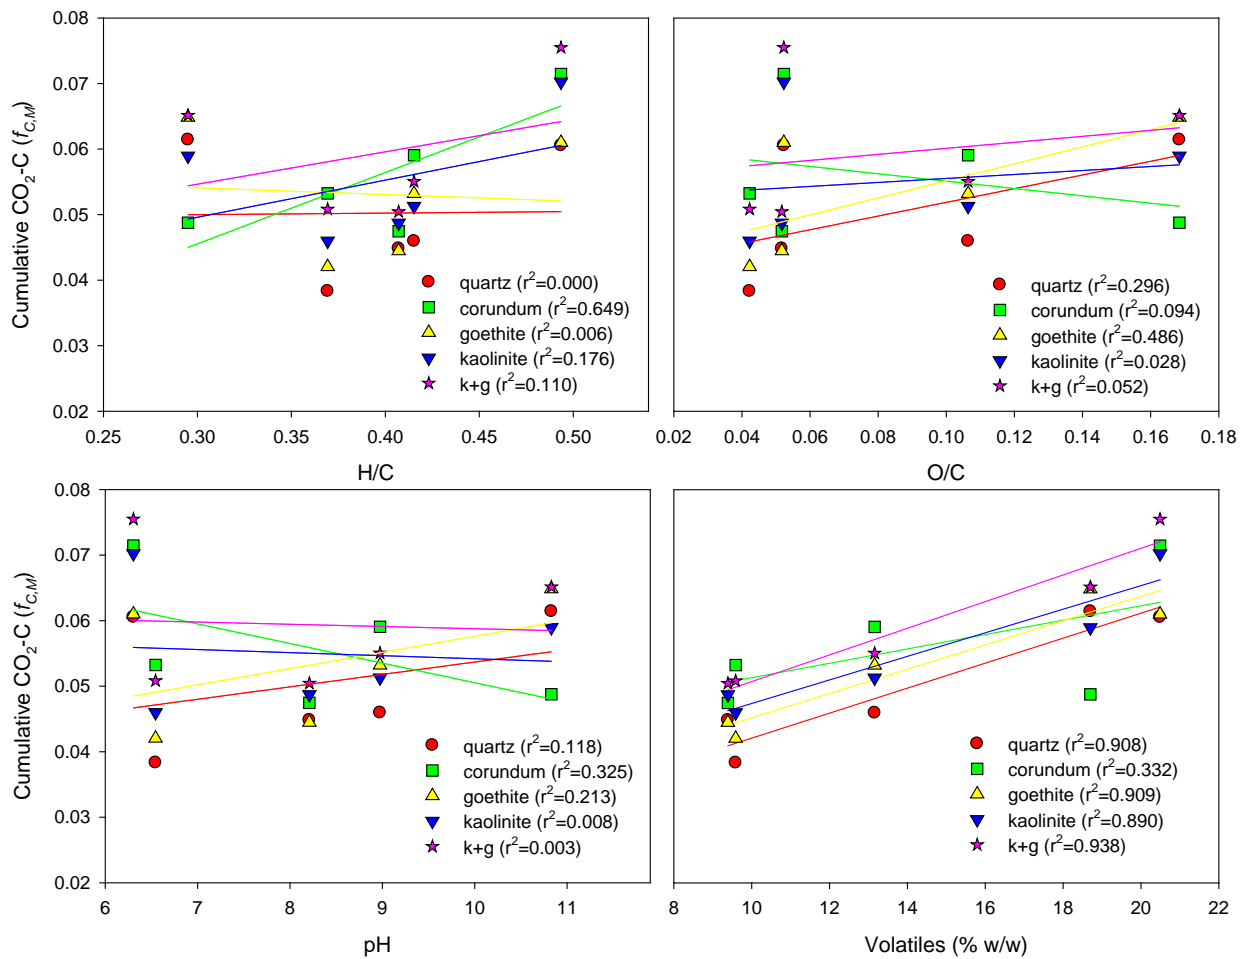 Cumulative CO2-C (fC,M)
0.08
0.07
0.06
0.05
0.04
0.03
0.02
quartz (r2=0.000)
corundum (r2=0.649)
goethite (r2=0.006)
kaolinite (r2=0.176)
k+g (r2=0.110)
0.25 0.30 0.35 0.40 0.45 0.50
H/C
quartz (r2=0.296)
corundum (r2=0.094)
goethite (r2=0.486)
kaolinite (r2=0.028)
k+g (r2=0.052)
0.02 0.04 0.06 0.08 0.10 0.12 0.14 0.16 0.18
O/C
Cumulative CO2-C (fC,M)
0.08
0.07
0.06
0.05
0.04
0.03
0.02
quartz (r2=0.118)
corundum (r2=0.325)
goethite (r2=0.213)
kaolinite (r2=0.008)
k+g (r2=0.003)
6 7 8 9 10 11
pH
quartz (r2=0.908)
corundum (r2=0.332)
goethite (r2=0.909)
kaolinite (r2=0.890)
k+g (r2=0.938)
8 10 12 14 16 18 20 22
Volatiles (% w/w)